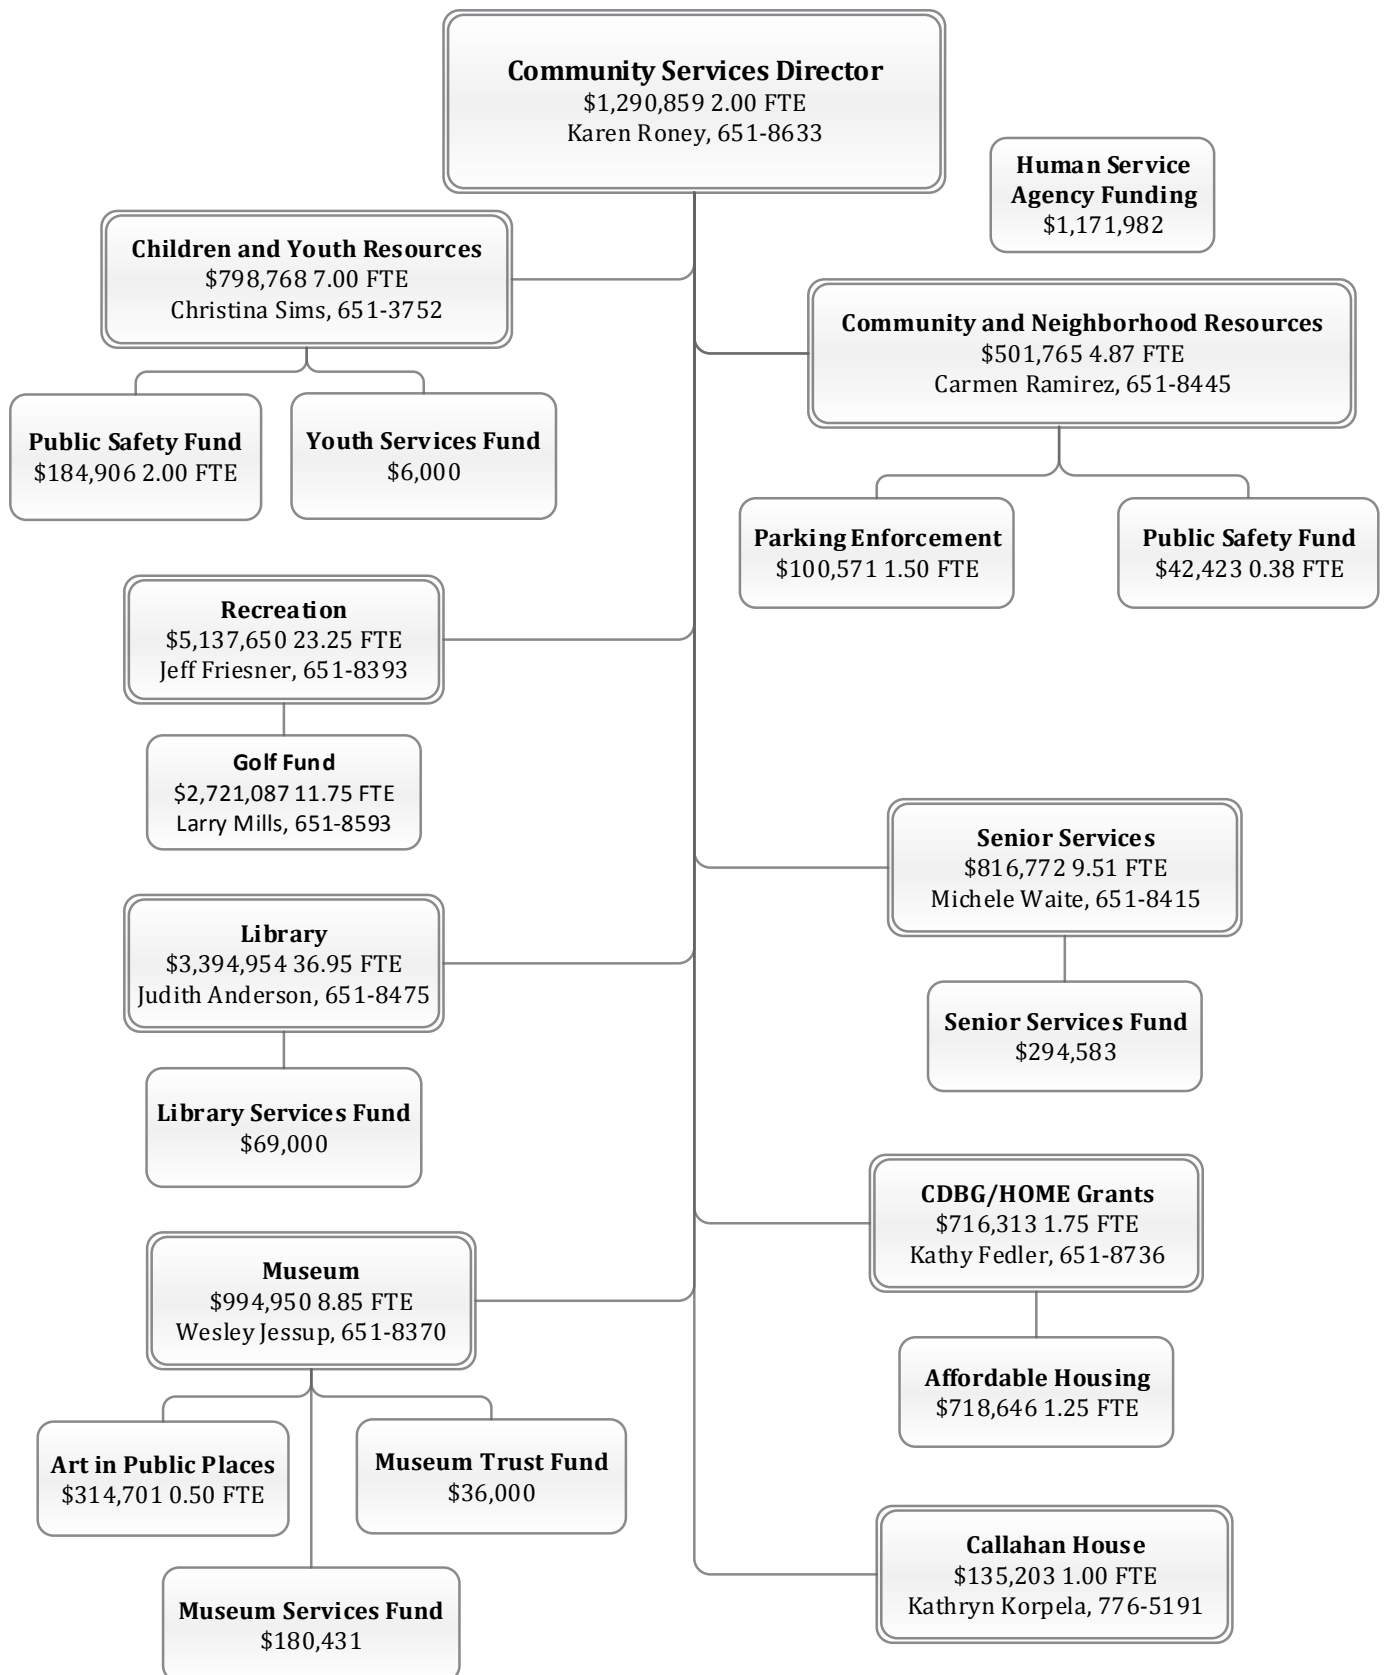 Community Services Director
$1,290,859 2.00 FTE
Karen Roney, 651-8633
Human Service
Agency Funding
$1,171,982
Children and Youth Resources
$798,768 7.00 FTE
Christina Sims, 651-3752
Community and Neighborhood Resources
$501,765 4.87 FTE
Carmen Ramirez, 651-8445
Public Safety Fund
$184,906 2.00 FTE
Youth Services Fund
$6,000
Parking Enforcement
$100,571 1.50 FTE
Public Safety Fund
$42,423 0.38 FTE
Recreation
$5,137,650 23.25 FTE
Jeff Friesner, 651-8393
Golf Fund
$2,721,087 11.75 FTE
Larry Mills, 651-8593
Senior Services
$816,772 9.51 FTE
Michele Waite, 651-8415
Library
$3,394,954 36.95 FTE
Judith Anderson, 651-8475
Senior Services Fund
$294,583
Library Services Fund
$69,000
CDBG/HOME Grants
$716,313 1.75 FTE
Kathy Fedler, 651-8736
Museum
$994,950 8.85 FTE
Wesley Jessup, 651-8370
Affordable Housing
$718,646 1.25 FTE
Art in Public Places
$314,701 0.50 FTE
Museum Trust Fund
$36,000
Callahan House
$135,203 1.00 FTE
Kathryn Korpela, 776-5191
Museum Services Fund
$180,431